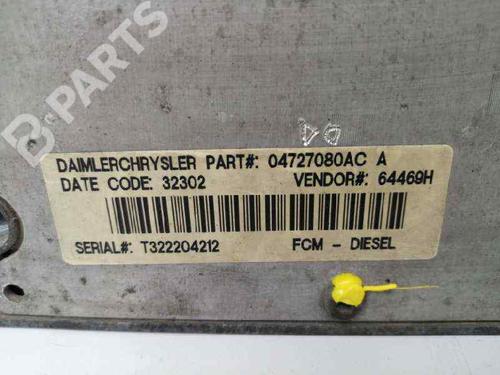 B PARTS
DAIMLERCHRYSLER PART#: 04727080AC A
DATE CODE: 32302 VENDOR#: 64469H
SERIAL#: T322204212 FCM - DIESEL